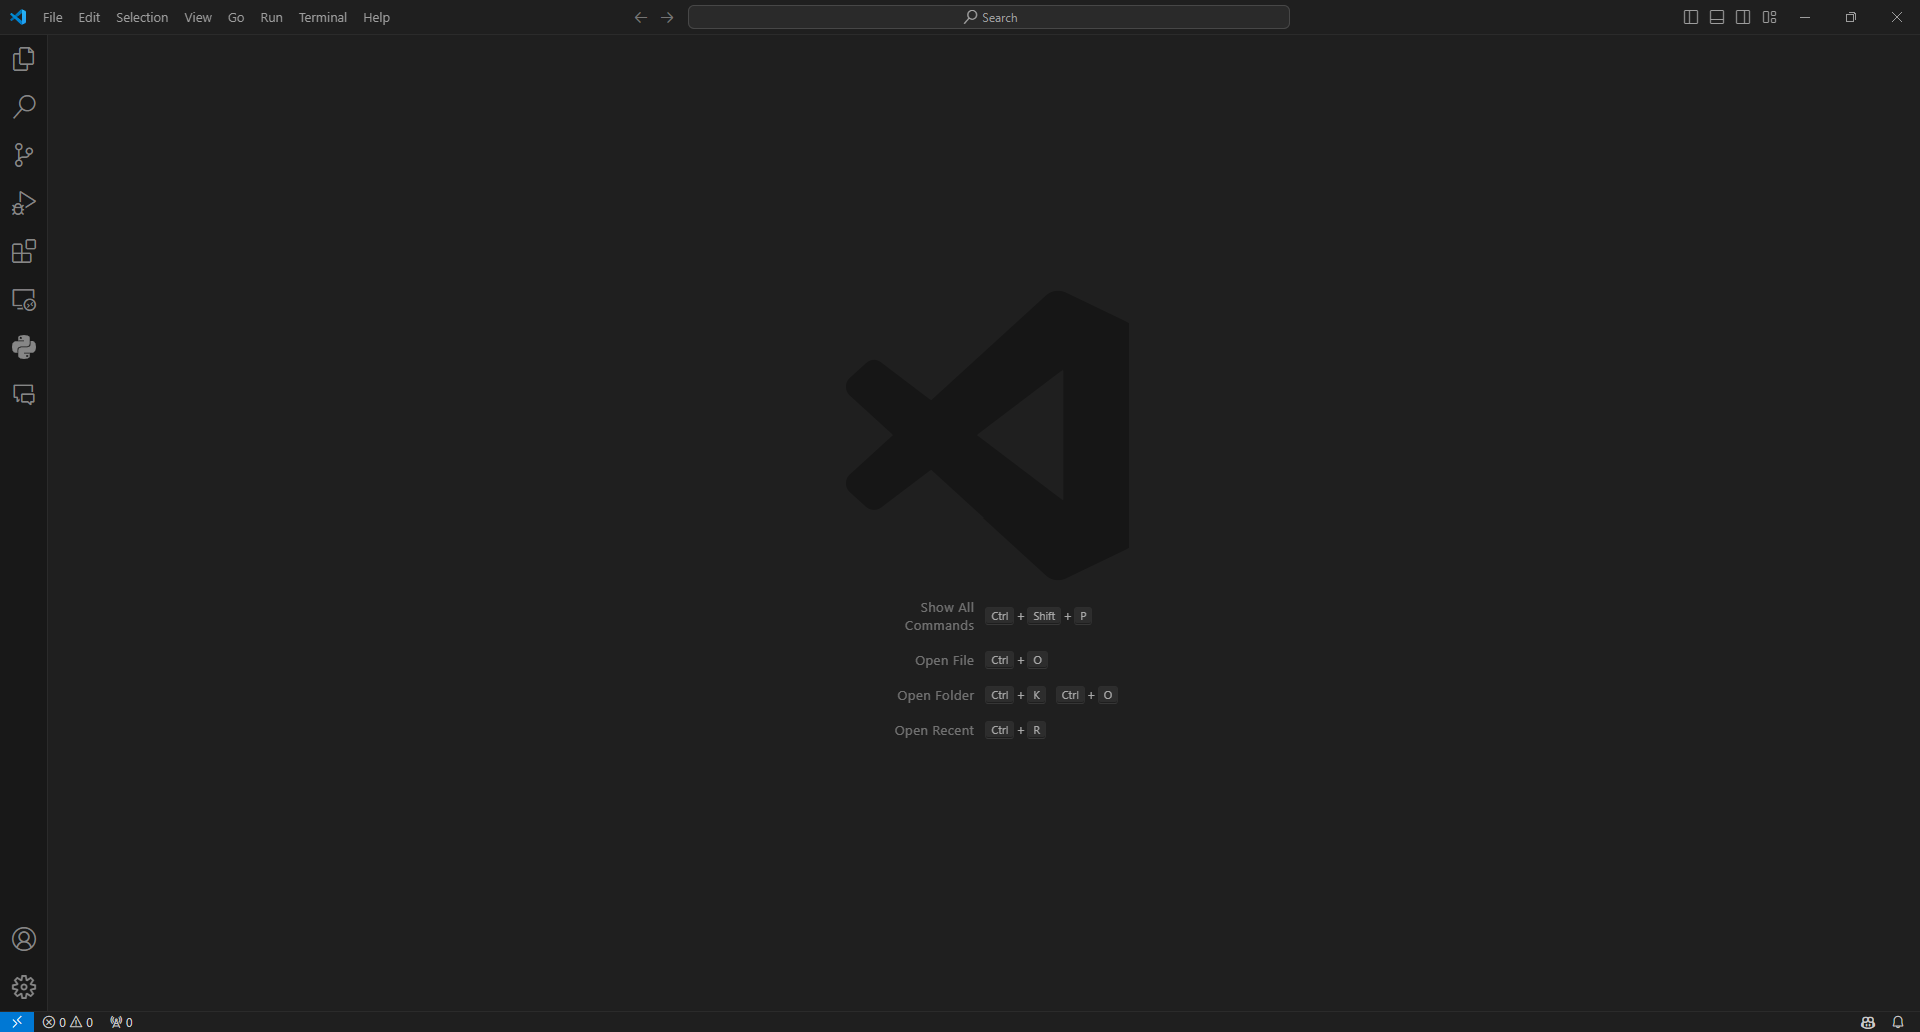 File Edit Selection View Go Run Terminal Help
Search
Show All
Commands
Ctrl + Shift + P
Open File Ctrl + O
Open Folder Ctrl + K Ctrl + O
Open Recent Ctrl + R
0 0 0